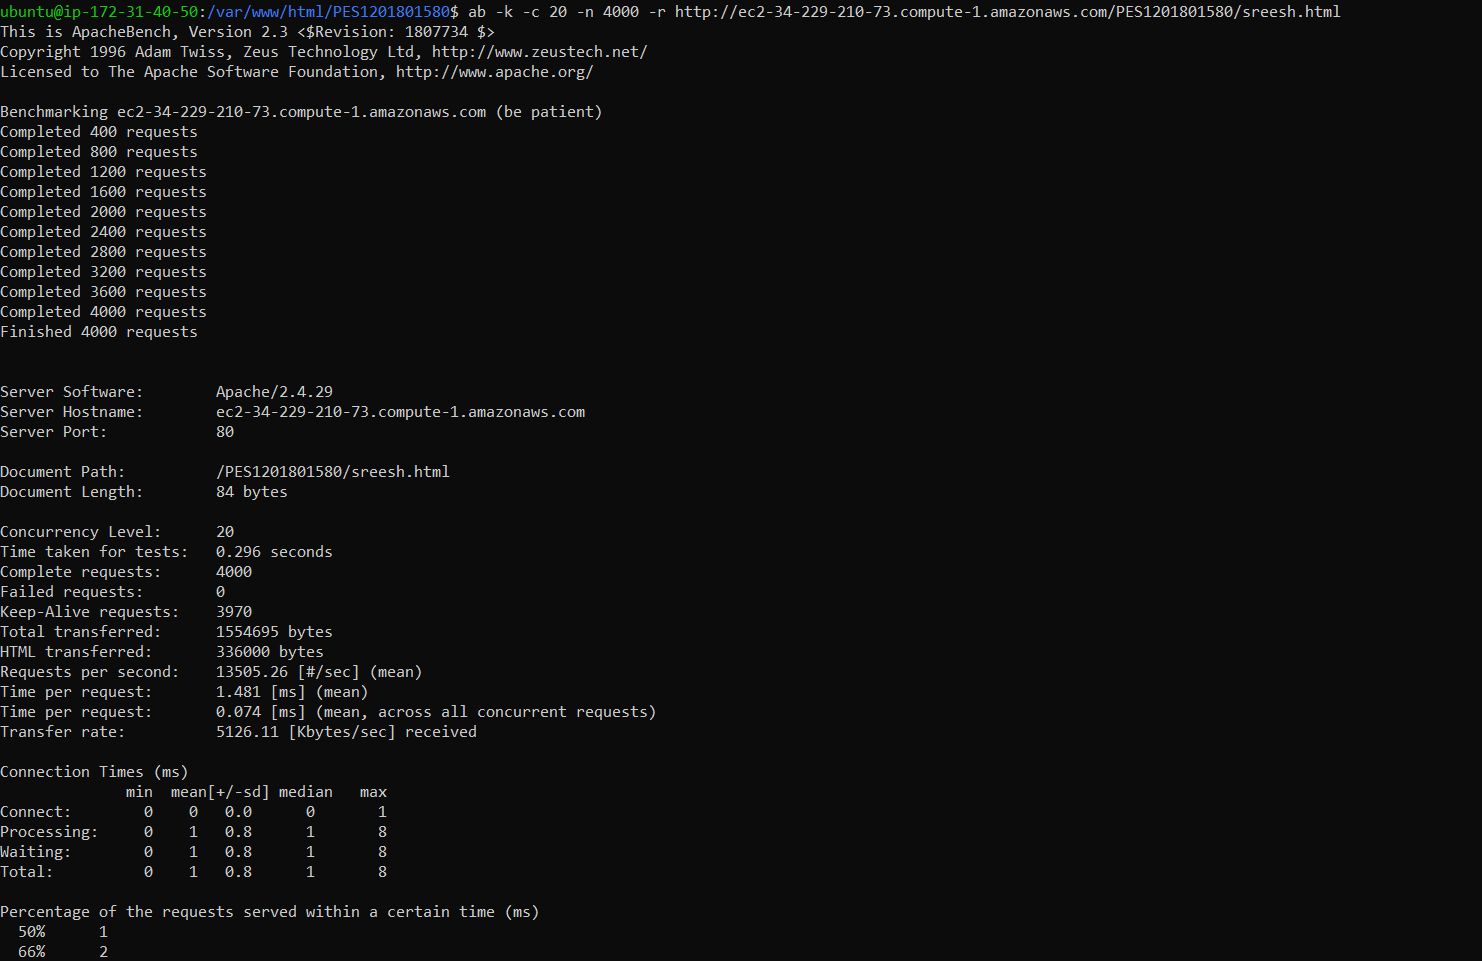 ubuntu@ip-172-31-40-50:/var/www/html/PES1201801580$ ab -k -c 20 -n 4000 -r http://ec2-34-229-210-73.compute-1.amazonaws.com/PES1201801580/sreesh.html
This is ApacheBench, Version 2.3 <$Revision: 1807734 $>
Copyright 1996 Adam Twiss, Zeus Technology Ltd, http://www.zeustech.net/
Licensed to The Apache Software Foundation, http://www.apache.org/

Benchmarking ec2-34-229-210-73.compute-1.amazonaws.com (be patient)
Completed 400 requests
Completed 800 requests
Completed 1200 requests
Completed 1600 requests
Completed 2000 requests
Completed 2400 requests
Completed 2800 requests
Completed 3200 requests
Completed 3600 requests
Completed 4000 requests
Finished 4000 requests


Server Software:        Apache/2.4.29
Server Hostname:        ec2-34-229-210-73.compute-1.amazonaws.com
Server Port:            80

Document Path:          /PES1201801580/sreesh.html
Document Length:        84 bytes

Concurrency Level:      20
Time taken for tests:   0.296 seconds
Complete requests:      4000
Failed requests:        0
Keep-Alive requests:    3970
Total transferred:      1554695 bytes
HTML transferred:       336000 bytes
Requests per second:    13505.26 [#/sec] (mean)
Time per request:       1.481 [ms] (mean)
Time per request:       0.074 [ms] (mean, across all concurrent requests)
Transfer rate:          5126.11 [Kbytes/sec] received

Connection Times (ms)
              min  mean[+/-sd] median   max
Connect:        0    0   0.0      0       1
Processing:     0    1   0.8      1       8
Waiting:        0    1   0.8      1       8
Total:          0    1   0.8      1       8

Percentage of the requests served within a certain time (ms)
  50%      1
  66%      2